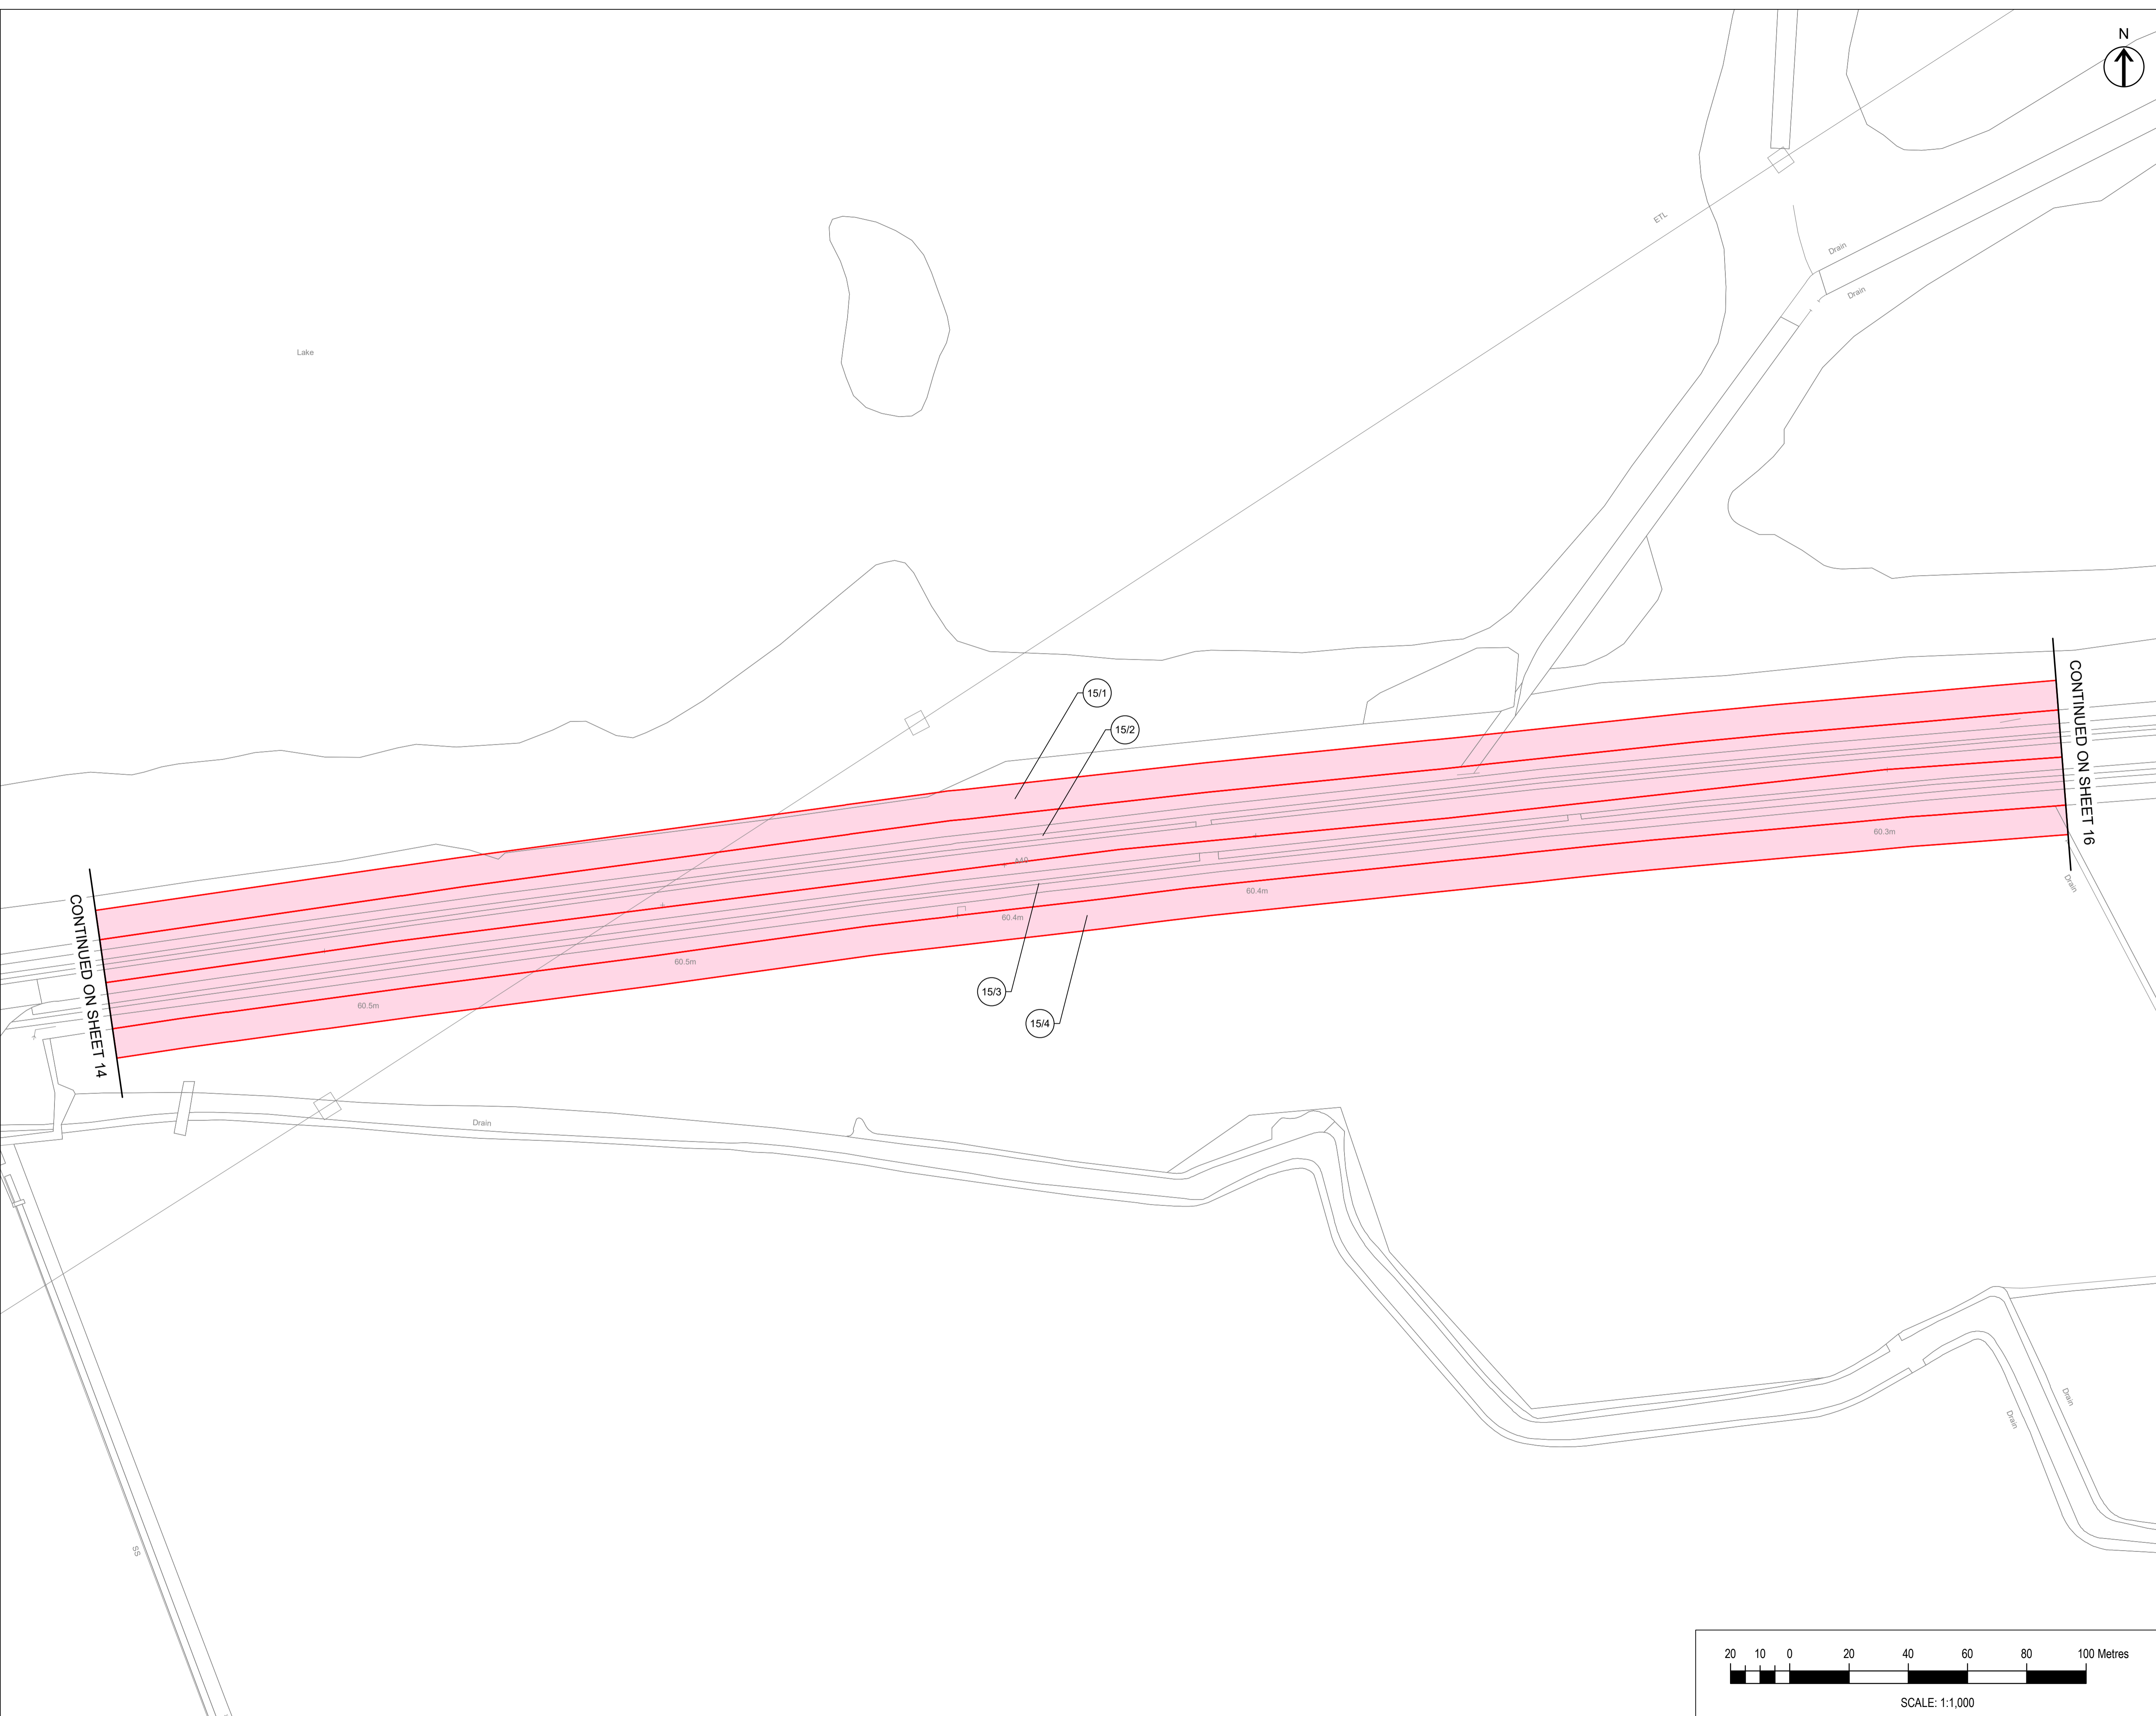 N
ETL
Drain
Drain
Lake
15/1
15/2
CONTINUED ON SHEET 16
60.3m
A40
60.4m
Drain
CONTINUED ON SHEET 14
60.4m
60.5m
15/3
60.5m
15/4
Drain
Drain
Drain
SS
20 10 0 20 40 60 80 100 Metres
SCALE: 1:1,000